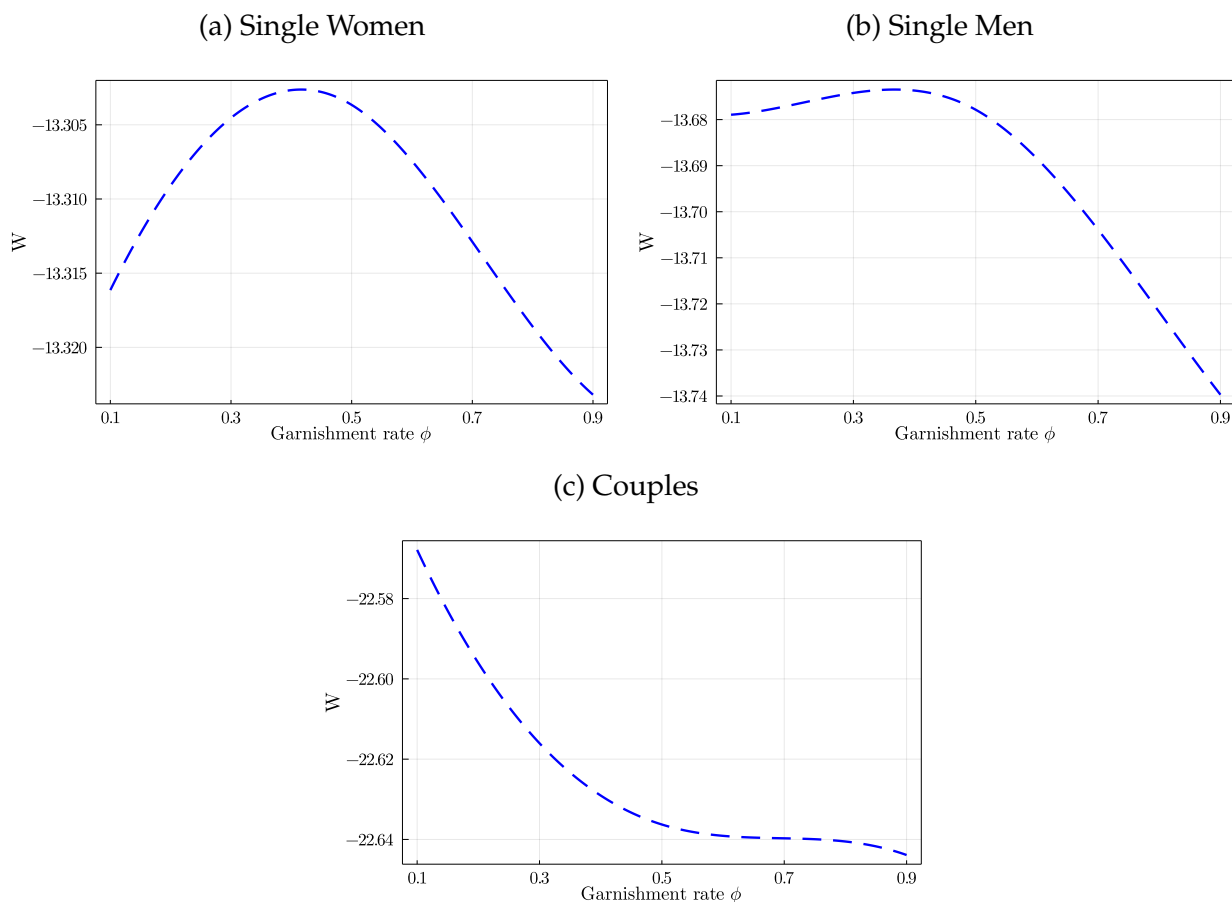 (a) Single Women
(b) Single Men
−13.305
−13.310
−13.315
−13.320
W
0.1 0.3 0.5 0.7 0.9
Garnishment rate ϕ
−13.68
−13.69
−13.70
−13.71
−13.72
−13.73
−13.74
W
0.1 0.3 0.5 0.7 0.9
Garnishment rate ϕ
(c) Couples
−22.58
−22.60
−22.62
−22.64
W
0.1 0.3 0.5 0.7 0.9
Garnishment rate ϕ